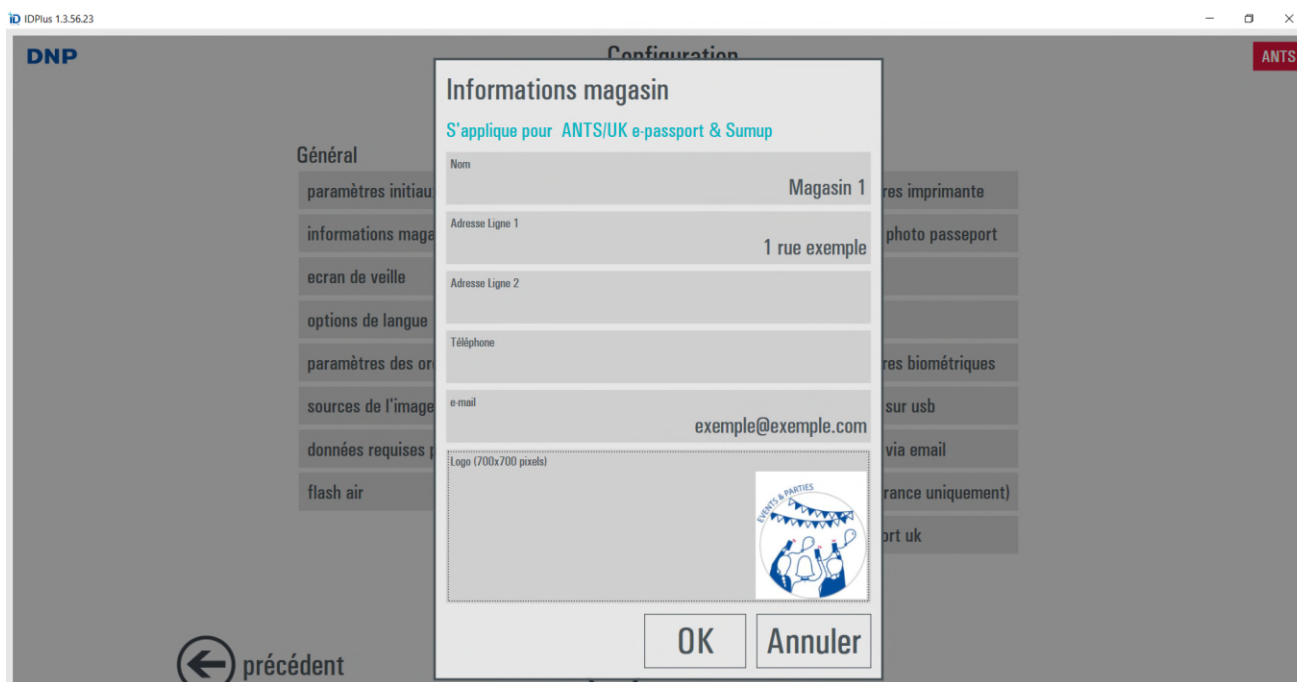 IDPlus 1.3.56.23
DNP
Configuration
ANTS
Informations magasin
S'applique pour ANTS/UK e-passport & Sumup
Nom
Magasin 1
Adresse Ligne 1
1 rue exemple
Adresse Ligne 2
Téléphone
e-mail
exemple@exemple.com
Logo (700x700 pixels)
EVENTS & PARTIES
OK
Annuler
Général
paramètres initiau
informations maga
ecran de veille
options de langue
paramètres des or
sources de l'image
données requises p
flash air
res imprimante
photo passeport
res biométriques
sur usb
via email
rance uniquement)
ort uk
précédent